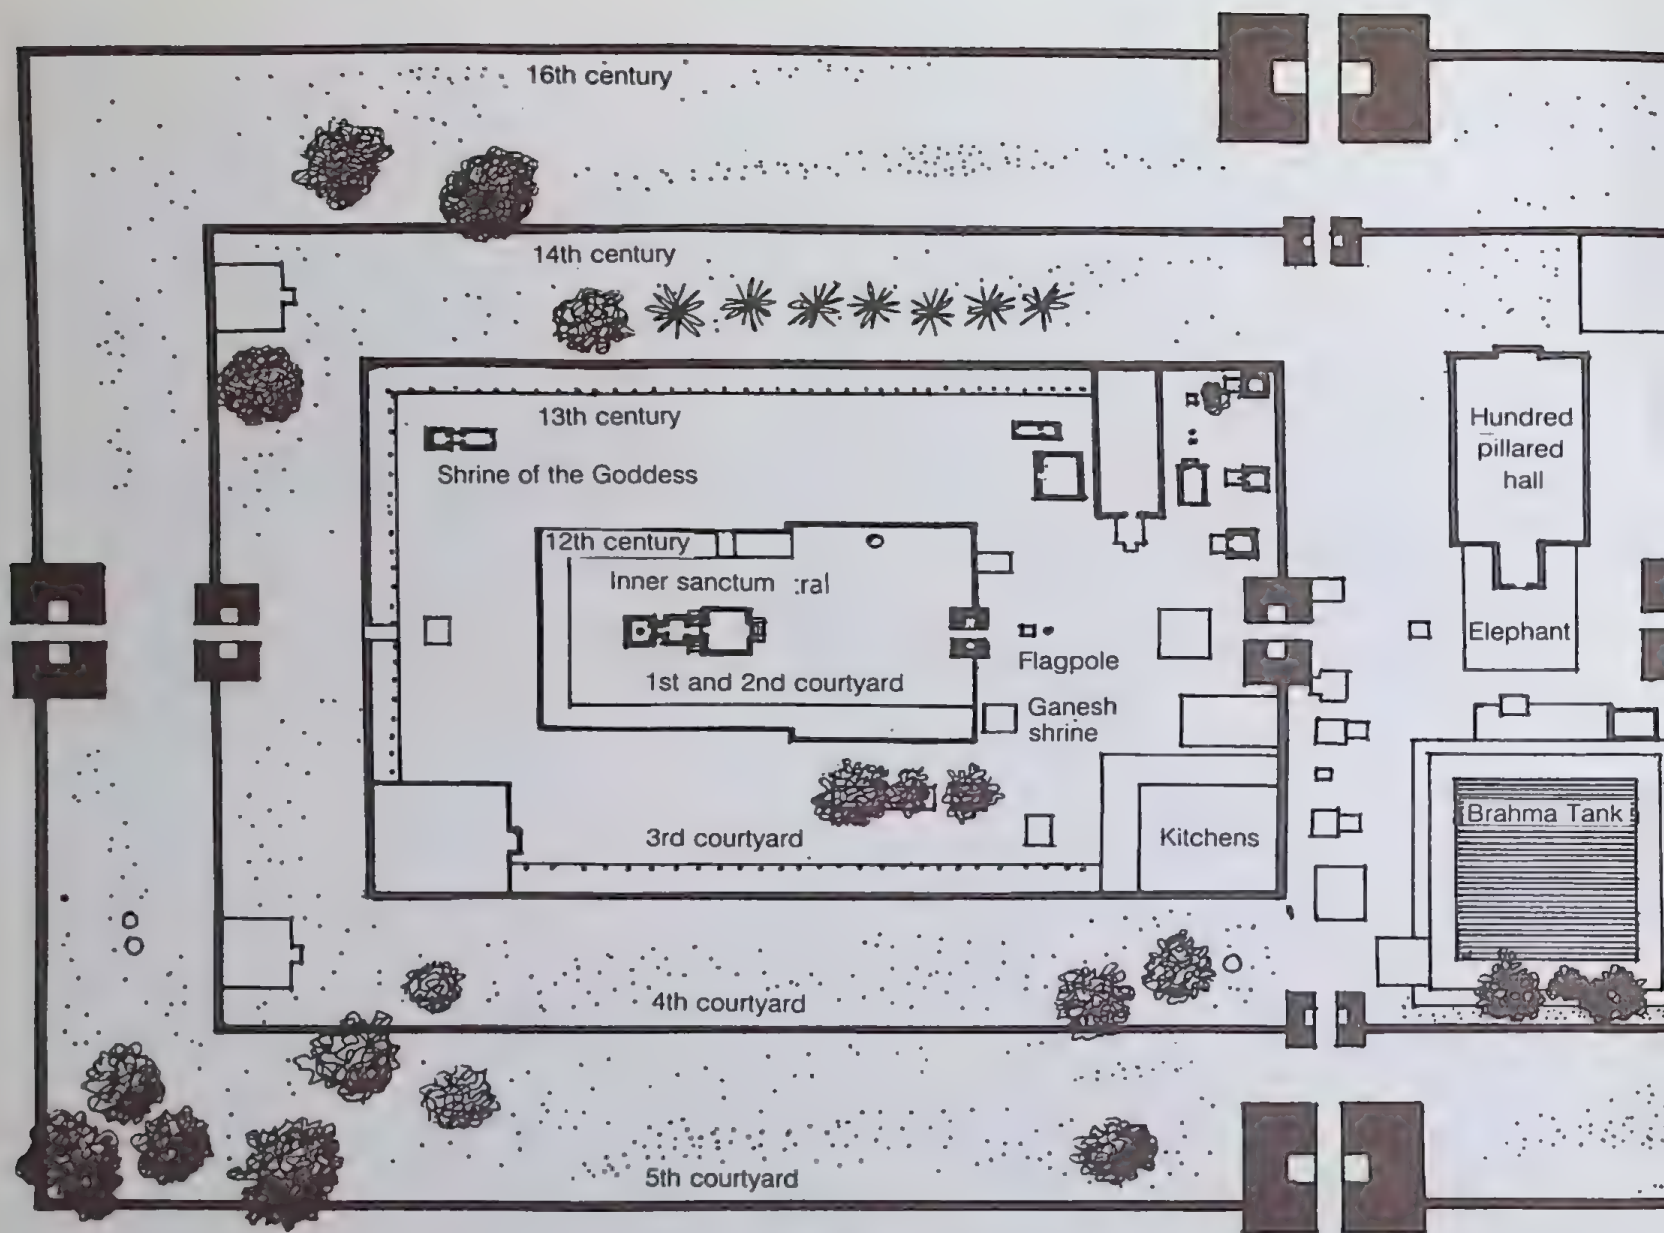 16th century
14th century
13th century
Shrine of the Goddess
12th century
Inner sanctum :ral
1st and 2nd courtyard
Flagpole
Ganesh
shrine
3rd courtyard
Kitchens
4th courtyard
5th courtyard
Hundred
pillared
hall
Elephant
Brahma Tank